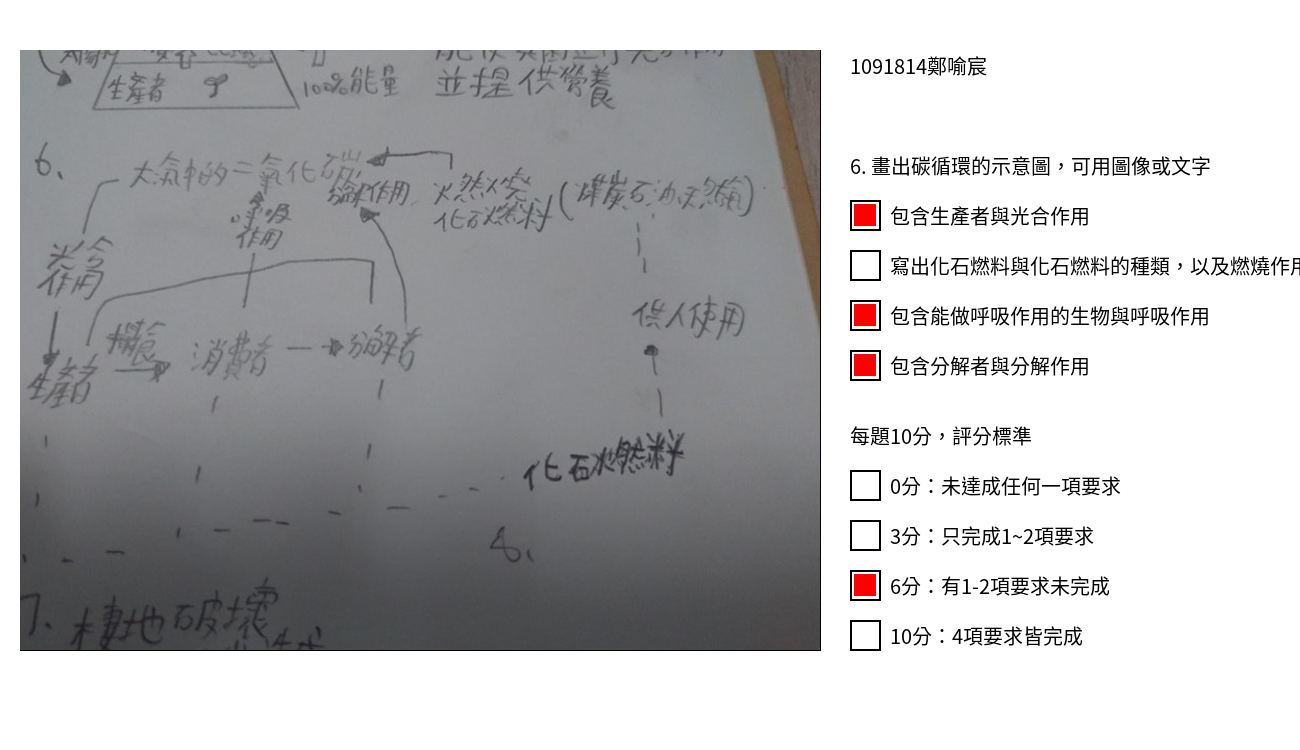 生產者 100%能量
並提供營養
6.
大氣中的二氧化碳
分解作用
火然火堯
化石燃料(煤炭石油天然氣)
呼吸
作用
光合
作用
供人使用
攝食
消費者
分解者
生產者
化石燃料
8.
7. 棲地破壞
1091814鄭喻宸
6. 畫出碳循環的示意圖，可用圖像或文字
包含生產者與光合作用
寫出化石燃料與化石燃料的種類，以及燃燒作用
包含能做呼吸作用的生物與呼吸作用
包含分解者與分解作用
每題10分，評分標準
0分：未達成任何一項要求
3分：只完成1~2項要求
6分：有1-2項要求未完成
10分：4項要求皆完成